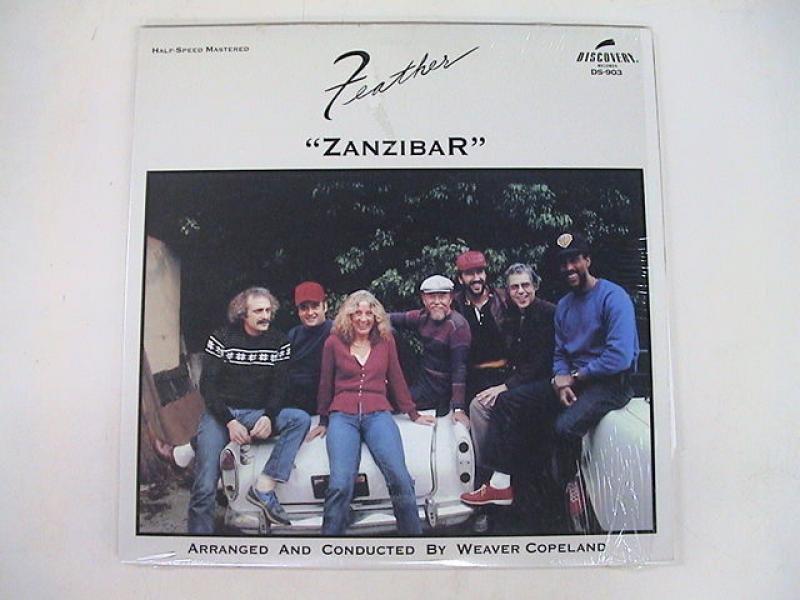 HALF-SPEED MASTERED
Feather
DISCOVERY
RECORDS
DS-903
“ZANZIBAR”
ARRANGED AND CONDUCTED BY WEAVER COPELAND